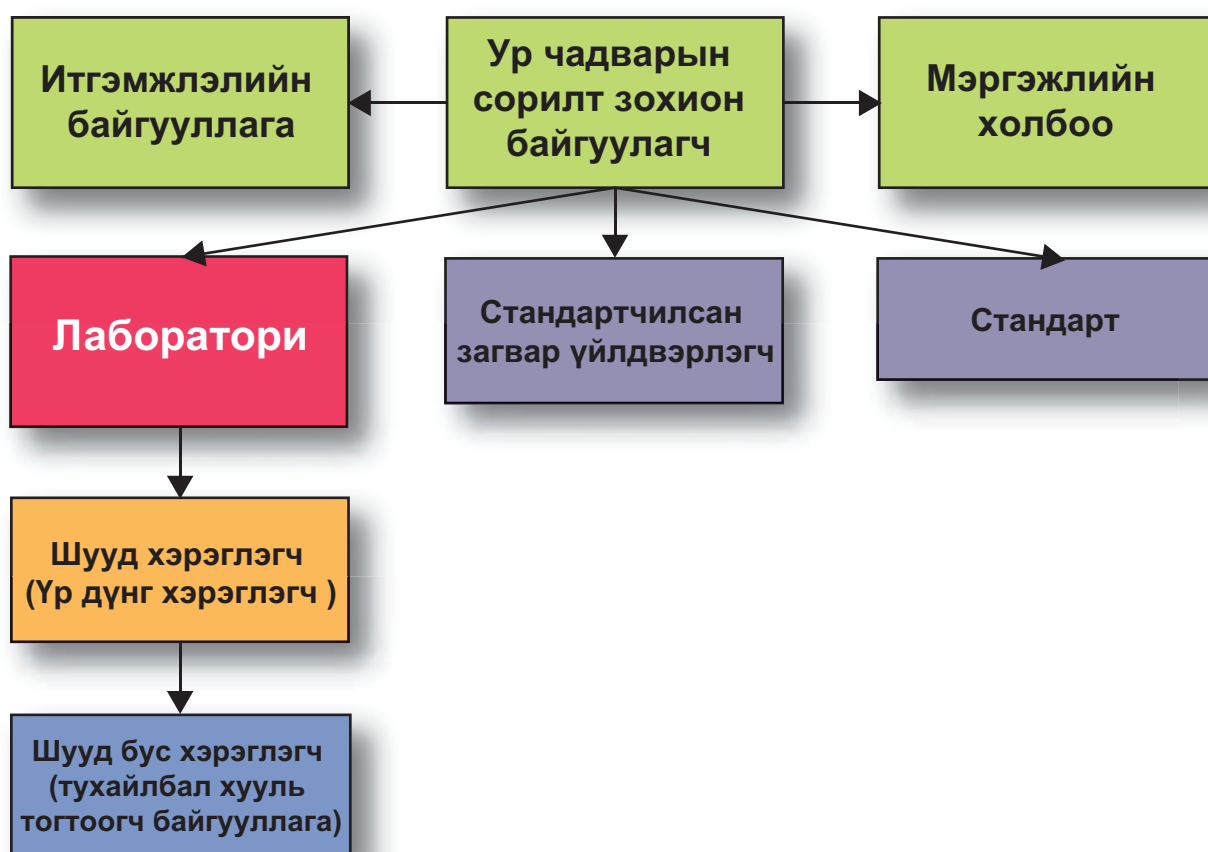 Итгэмжлэлийн
байгууллага
Ур чадварын
сорилт зохион
байгуулагч
Мэргэжлийн
холбоо
Лаборатори
Стандартчилсан
загвар үйлдвэрлэгч
Стандарт
Шууд хэрэглэгч
(Үр дүнг хэрэглэгч )
Шууд бус хэрэглэгч
(тухайлбал хууль
тогтоогч байгууллага)